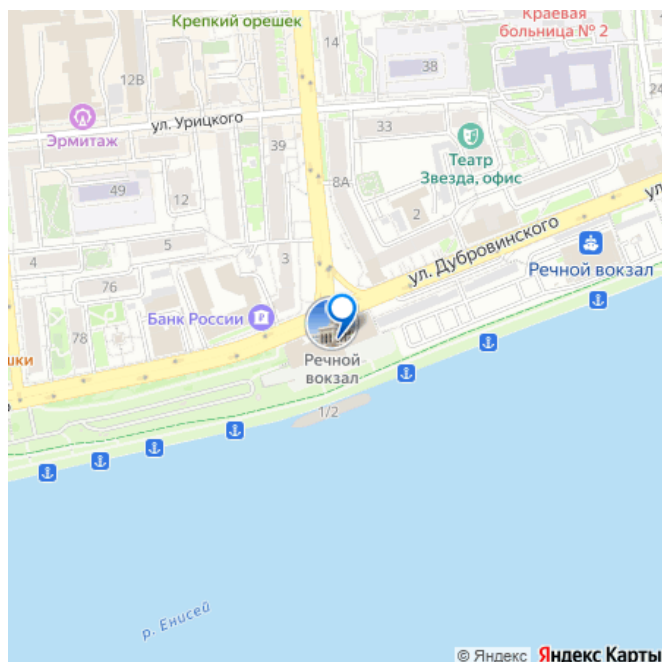 Крепкий орешек
14
Краевая
больница № 2
12В
38
24
Эрмитаж
ул. Урицкого
33
39
Театр
Звезда, офис
49
12
8А
2
ул.
4
5
3
ул. Дубровинского
Речной вокзал
76
Банк России
78
шки
Речной
вокзал
1/2
р. Енисей
© Яндекс Яндекс Карты